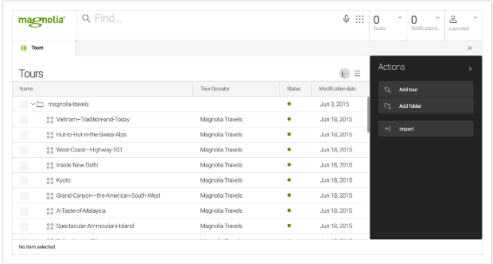 magnolia
Find...
0
Tasks
0
Notifications
superuser
Tours
Tours
Name Tour Operator Status Modification date
magnolia-travels Jun 3, 2015
Vietnam--Tradition-and-Today Magnolia Travels Jun 18, 2015
Hut-to-Hut-in-the-Swiss-Alps Magnolia Travels Jun 18, 2015
West-Coast--Highway-101 Magnolia Travels Jun 18, 2015
Inside-New-Delhi Magnolia Travels Jun 18, 2015
Kyoto Magnolia Travels Jun 18, 2015
Grand-Canyon--the-American-South-West Magnolia Travels Jun 18, 2015
A-Taste-of-Malaysia Magnolia Travels Jun 18, 2015
Spectacular-Ammouliani-Island Magnolia Travels Jun 18, 2015
Actions
Add tour
Add folder
Import
No item selected